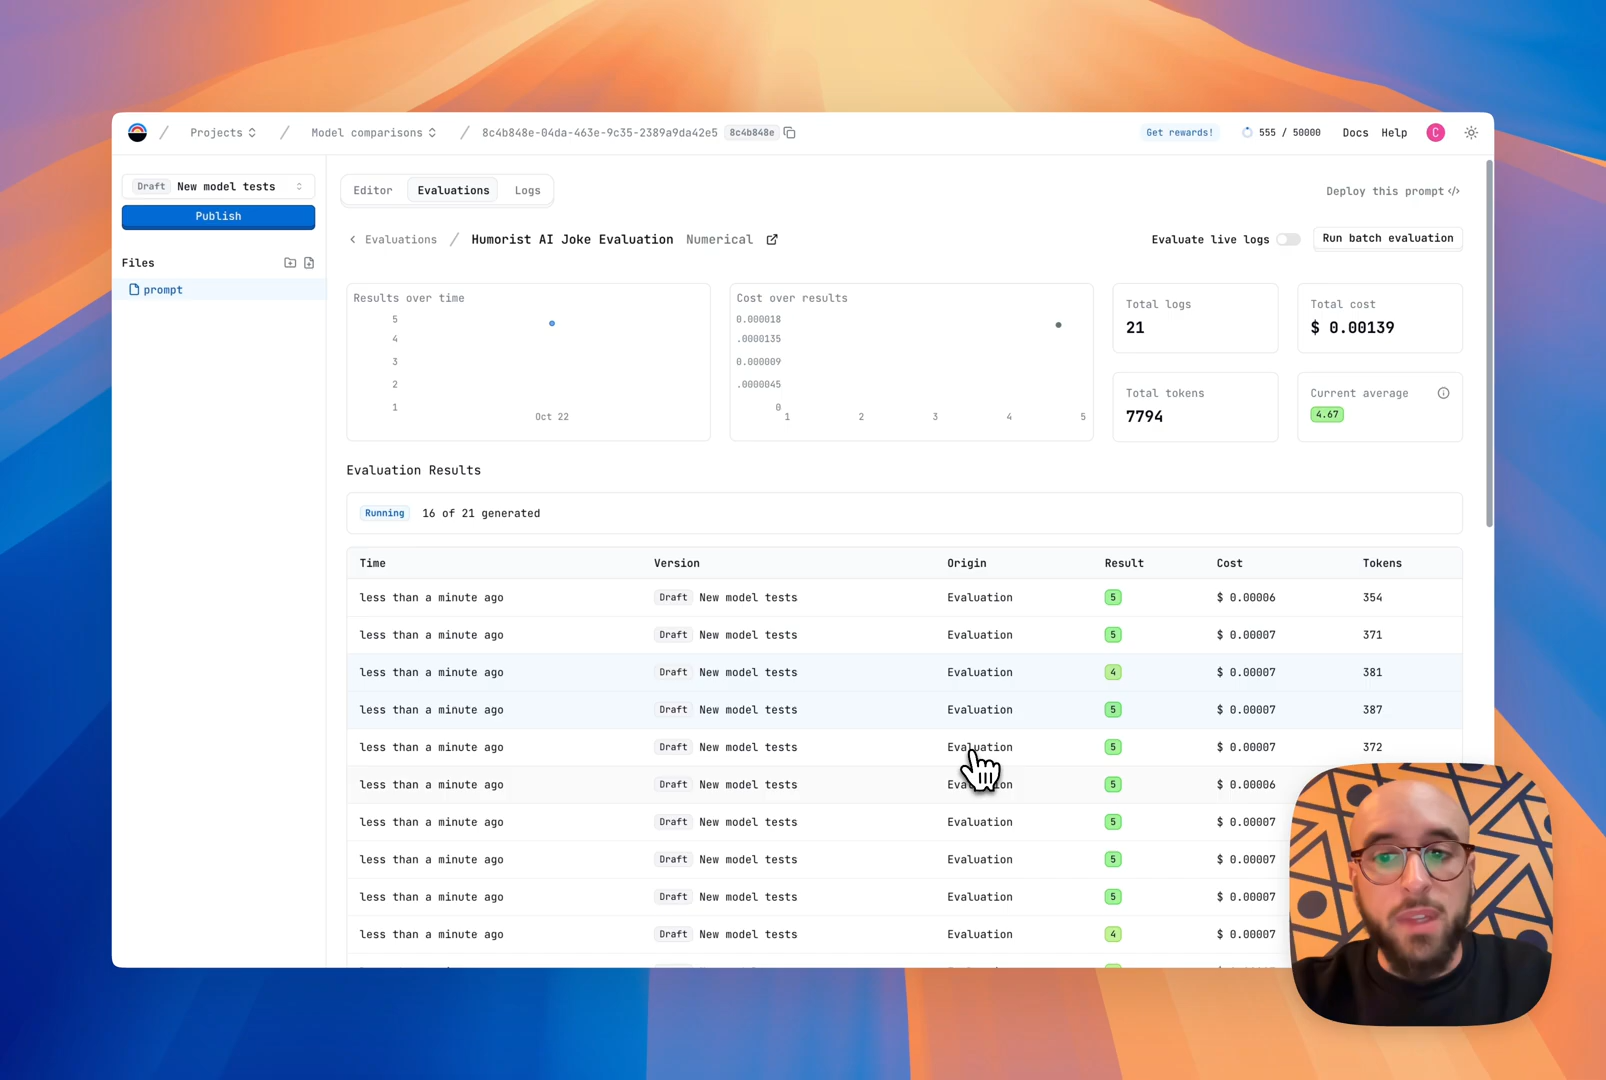 / Projects / Model comparisons / 8c4b848e-04da-463e-9c35-2389a9da42e5 8c4b848e
Get rewards! 555 / 50000 Docs Help C
Draft New model tests
Publish
Files
prompt
Editor Evaluations Logs
Deploy this prompt </>
< Evaluations / Humorist AI Joke Evaluation Numerical
Evaluate live logs Run batch evaluation
Results over time
5
4
3
2
1
Oct 22
Cost over results
0.000018
.0000135
0.000009
.0000045
0
1 2 3 4 5
Total logs
21
Total cost
$ 0.00139
Total tokens
7794
Current average
4.67
Evaluation Results
Running 16 of 21 generated
Time Version Origin Result Cost Tokens
less than a minute ago Draft New model tests Evaluation 5 $ 0.00006 354
less than a minute ago Draft New model tests Evaluation 5 $ 0.00007 371
less than a minute ago Draft New model tests Evaluation 4 $ 0.00007 381
less than a minute ago Draft New model tests Evaluation 5 $ 0.00007 387
less than a minute ago Draft New model tests Evaluation 5 $ 0.00007 372
less than a minute ago Draft New model tests Evaluation 5 $ 0.00006
less than a minute ago Draft New model tests Evaluation 5 $ 0.00007
less than a minute ago Draft New model tests Evaluation 5 $ 0.00007
less than a minute ago Draft New model tests Evaluation 5 $ 0.00007
less than a minute ago Draft New model tests Evaluation 4 $ 0.00007